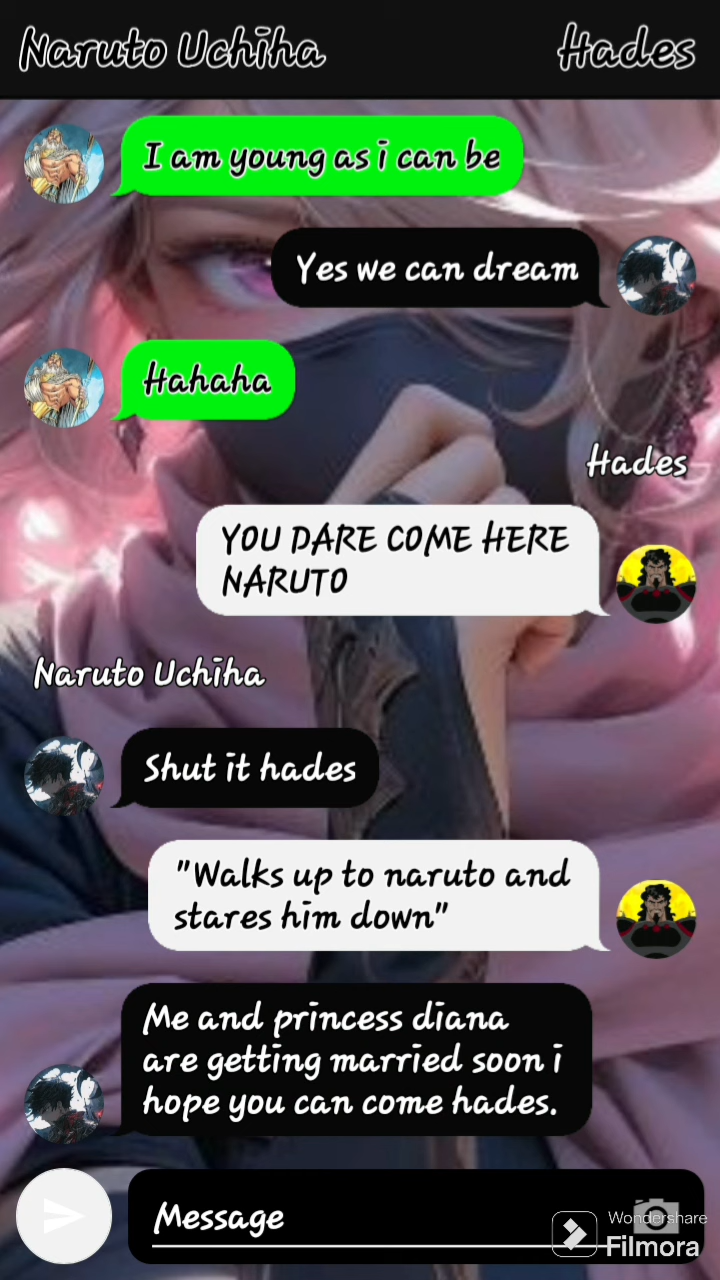 Naruto Uchiha Hades
I am young as i can be
Yes we can dream
Hahaha
Hades
YOU DARE COME HERE
NARUTO
Naruto Uchiha
Shut it hades
"Walks up to naruto and
stares him down"
Me and princess diana
are getting married soon i
hope you can come hades.
Message
Wondershare
Filmora